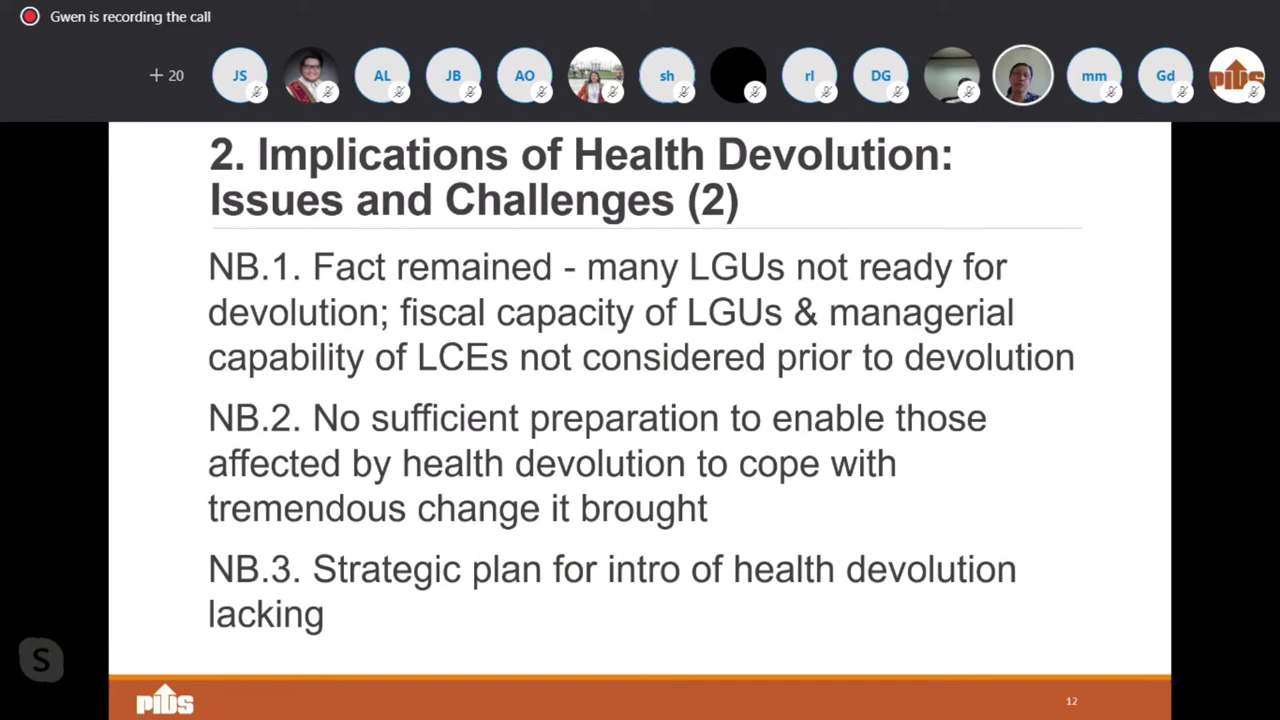 Gwen is recording the call
+ 20
JS
AL
JB
AO
sh
rl
DG
mm
Gd
PIDS
2. Implications of Health Devolution:
Issues and Challenges (2)
NB.1. Fact remained - many LGUs not ready for
devolution; fiscal capacity of LGUs & managerial
capability of LCEs not considered prior to devolution
NB.2. No sufficient preparation to enable those
affected by health devolution to cope with
tremendous change it brought
NB.3. Strategic plan for intro of health devolution
lacking
S
PIDS
12